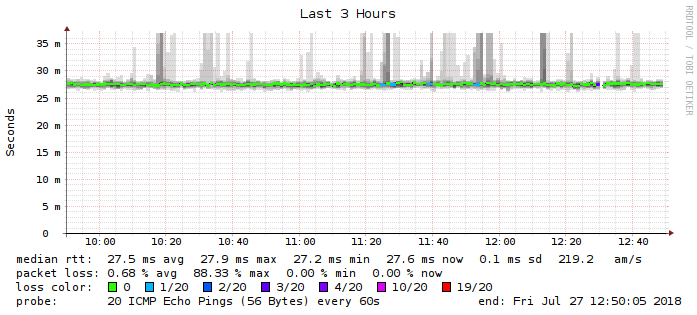 Last 3 Hours
RRDTOOL / TOBI OETIKER
Seconds
35 m
30 m
25 m
20 m
15 m
10 m
5 m
0
10:00 10:20 10:40 11:00 11:20 11:40 12:00 12:20 12:40
median rtt: 27.5 ms avg 27.9 ms max 27.2 ms min 27.6 ms now 0.1 ms sd 219.2 am/s
packet loss: 0.68 % avg 88.33 % max 0.00 % min 0.00 % now
loss color: 0 1/20 2/20 3/20 4/20 10/20 19/20
probe: 20 ICMP Echo Pings (56 Bytes) every 60s end: Fri Jul 27 12:50:05 2018